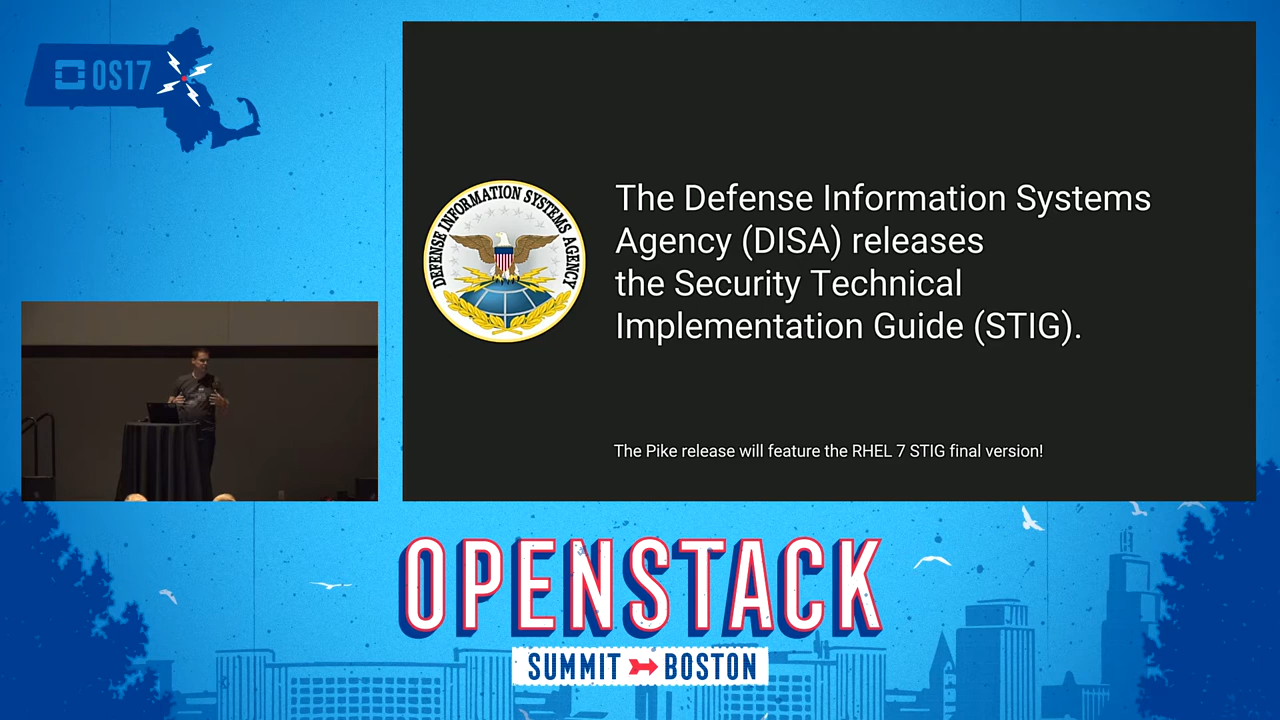 OS17
DEFENSE INFORMATION SYSTEMS AGENCY
The Defense Information Systems
Agency (DISA) releases
the Security Technical
Implementation Guide (STIG).
The Pike release will feature the RHEL 7 STIG final version!
OPENSTACK
SUMMIT BOSTON